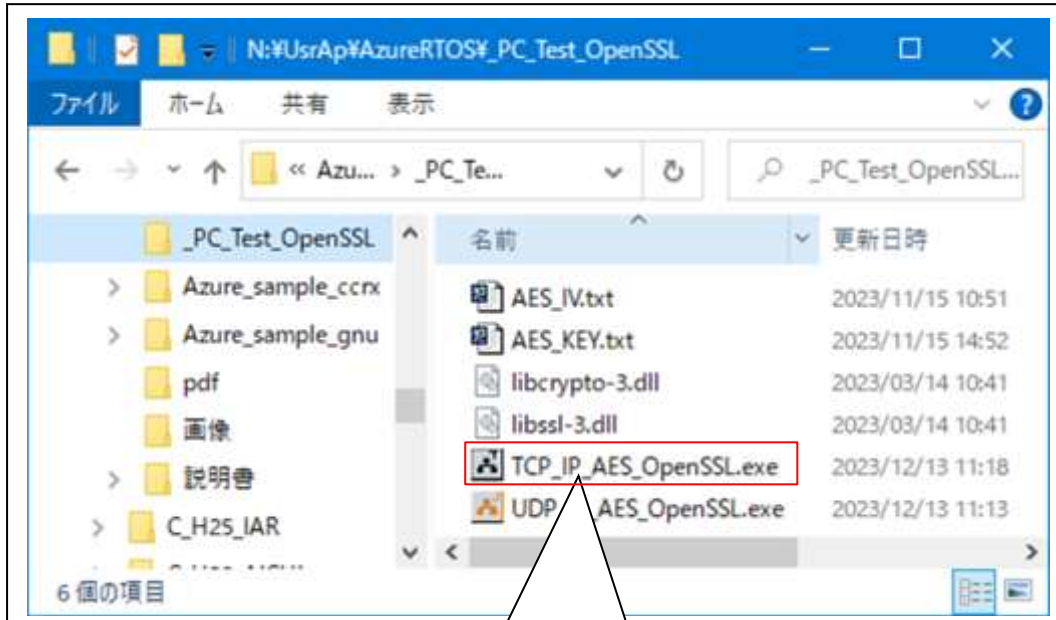 N:¥UsrAp¥AzureRTOS¥_PC_Test_OpenSSL
ファイル ホーム 共有 表示
« Azu... › _PC_Te... _PC_Test_OpenSSL...
_PC_Test_OpenSSL
Azure_sample_ccrx
Azure_sample_gnu
pdf
画像
説明書
C_H25_IAR
名前 更新日時
AES_IV.txt 2023/11/15 10:51
AES_KEY.txt 2023/11/15 14:52
libcrypto-3.dll 2023/03/14 10:41
libssl-3.dll 2023/03/14 10:41
TCP_IP_AES_OpenSSL.exe 2023/12/13 11:18
UDP AES_OpenSSL.exe 2023/12/13 11:13
6 個の項目